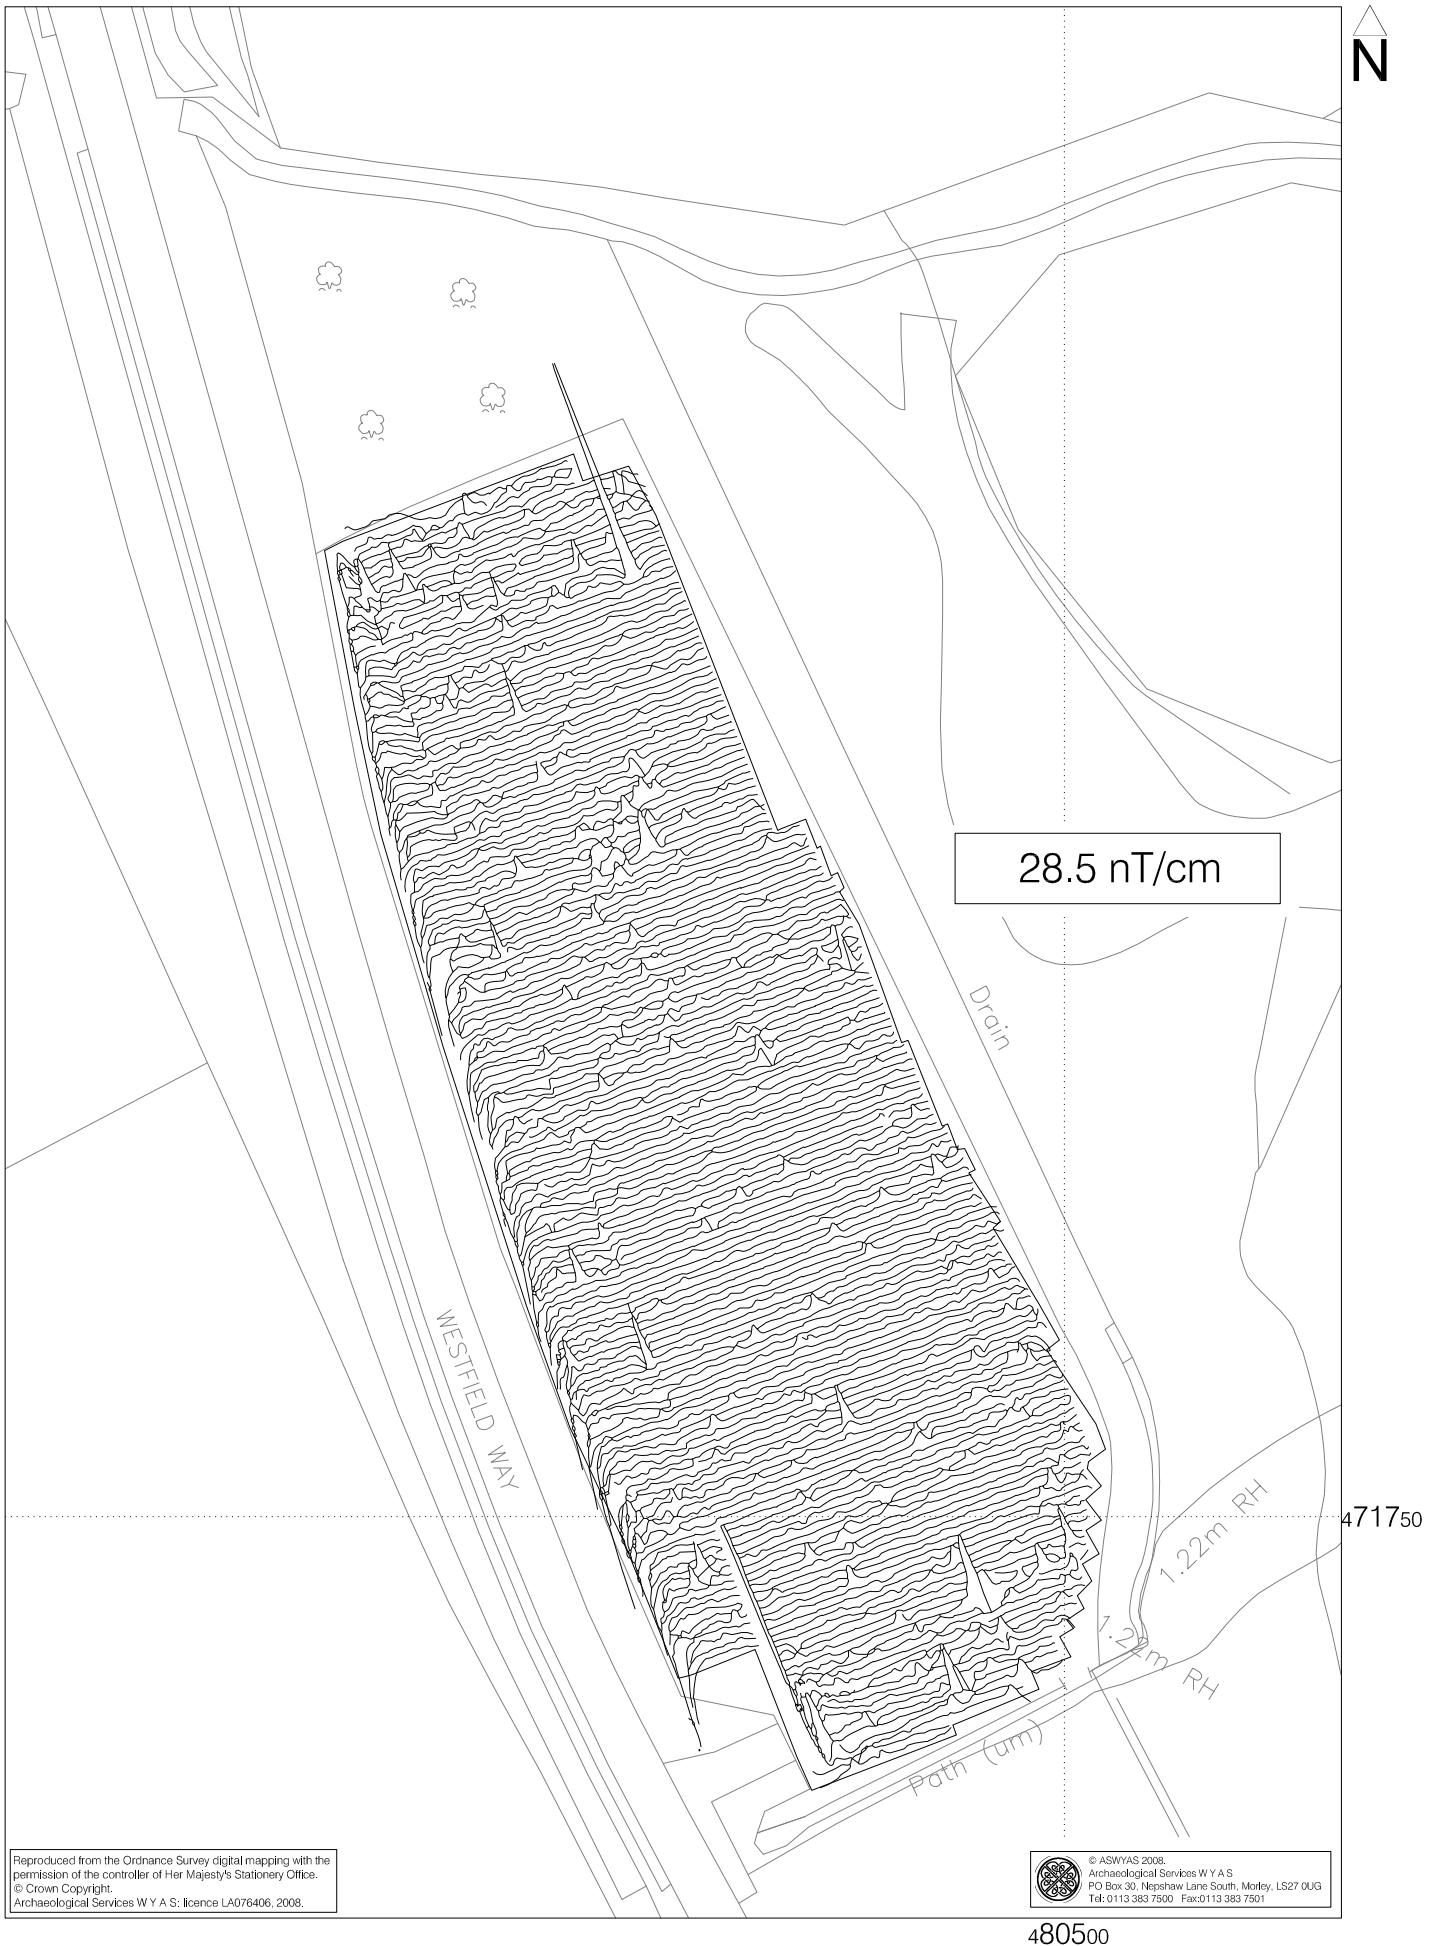 N
28.5 nT/cm
Drain
WESTFIELD WAY
471750
1.22m RH
1.22m RH
Path (um)
Reproduced from the Ordnance Survey digital mapping with the
permission of the controller of Her Majesty's Stationery Office.
© Crown Copyright.
Archaeological Services W Y A S: licence LA076406, 2008.
© ASWYAS 2008.
Archaeological Services W Y A S
PO Box 30, Nepshaw Lane South, Morley, LS27 0UG
Tel: 0113 383 7500 Fax:0113 383 7501
480500